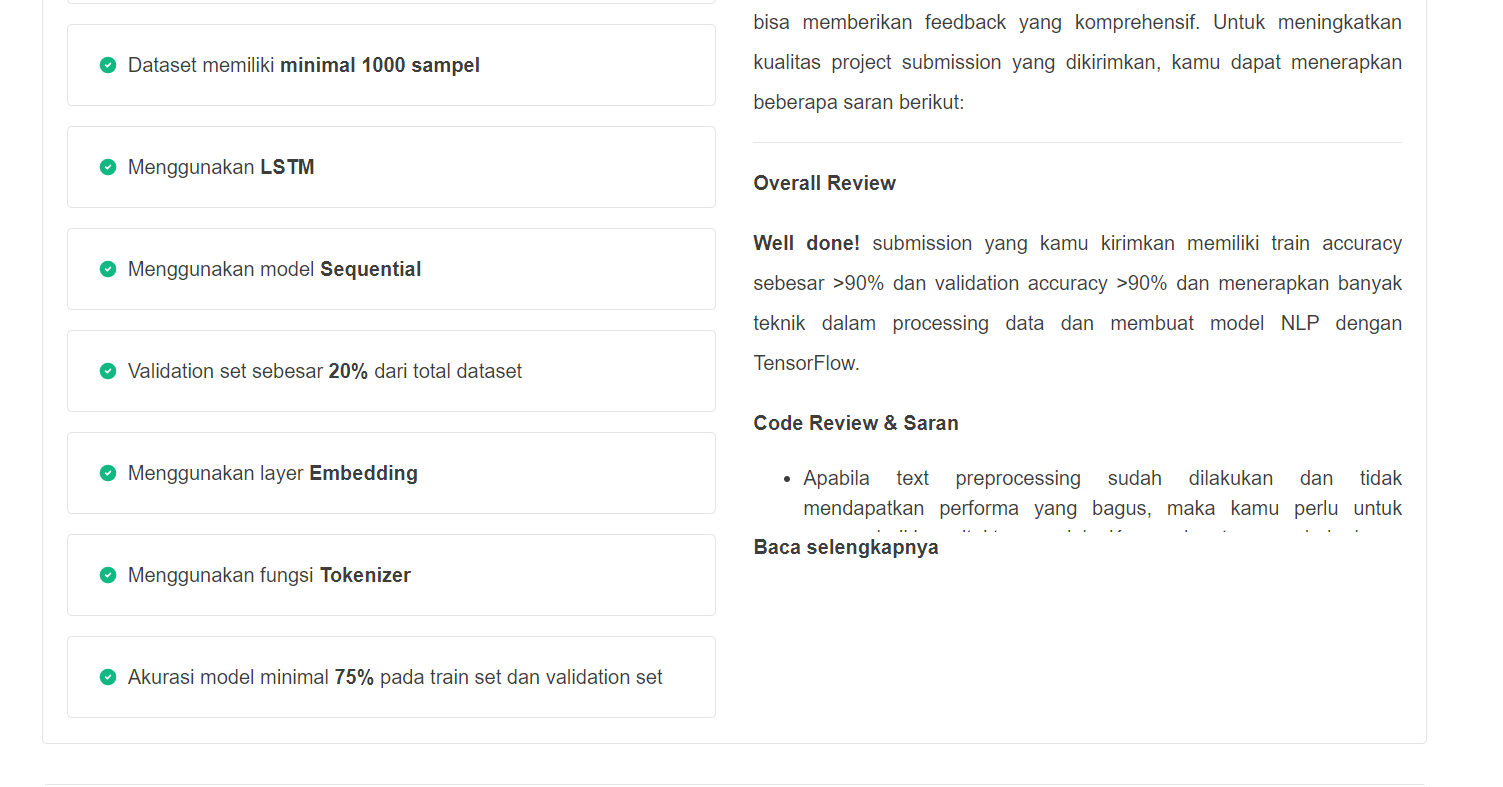 Dataset memiliki minimal 1000 sampel
Menggunakan LSTM
Menggunakan model Sequential
Validation set sebesar 20% dari total dataset
Menggunakan layer Embedding
Menggunakan fungsi Tokenizer
Akurasi model minimal 75% pada train set dan validation set
bisa memberikan feedback yang komprehensif. Untuk meningkatkan
kualitas project submission yang dikirimkan, kamu dapat menerapkan
beberapa saran berikut:
Overall Review
Well done! submission yang kamu kirimkan memiliki train accuracy
sebesar >90% dan validation accuracy >90% dan menerapkan banyak
teknik dalam processing data dan membuat model NLP dengan
TensorFlow.
Code Review & Saran
Apabila text preprocessing sudah dilakukan dan tidak
mendapatkan performa yang bagus, maka kamu perlu untuk
Baca selengkapnya